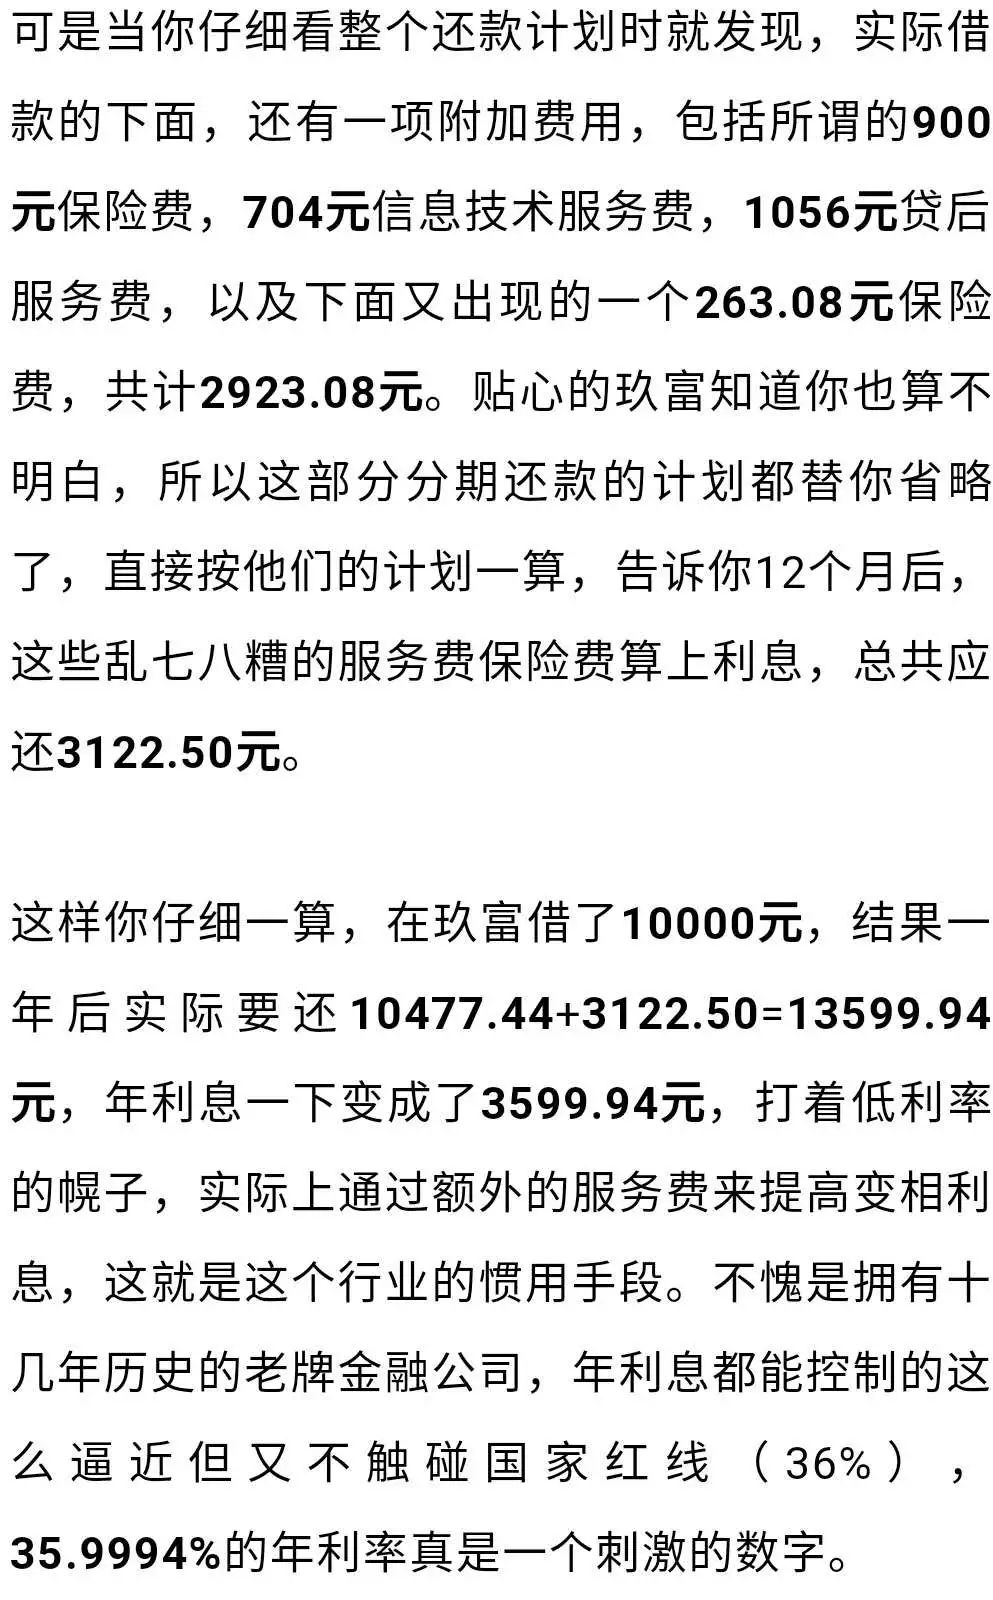 可是当你仔细看整个还款计划时就发现，实际借
款的下面，还有一项附加费用，包括所谓的900
元保险费，704元信息技术服务费，1056元贷后
服务费，以及下面又出现的一个263.08元保险
费，共计2923.08元。贴心的玖富知道你也算不
明白，所以这部分分期还款的计划都替你省略
了，直接按他们的计划一算，告诉你12个月后，
这些乱七八糟的服务费保险费算上利息，总共应
还3122.50元。
这样你仔细一算，在玖富借了10000元，结果一
年后实际要还10477.44+3122.50=13599.94
元，年利息一下变成了3599.94元，打着低利率
的幌子，实际上通过额外的服务费来提高变相利
息，这就是这个行业的惯用手段。不愧是拥有十
几年历史的老牌金融公司，年利息都能控制的这
么逼近但又不触碰国家红线（36%），
35.9994%的年利率真是一个刺激的数字。